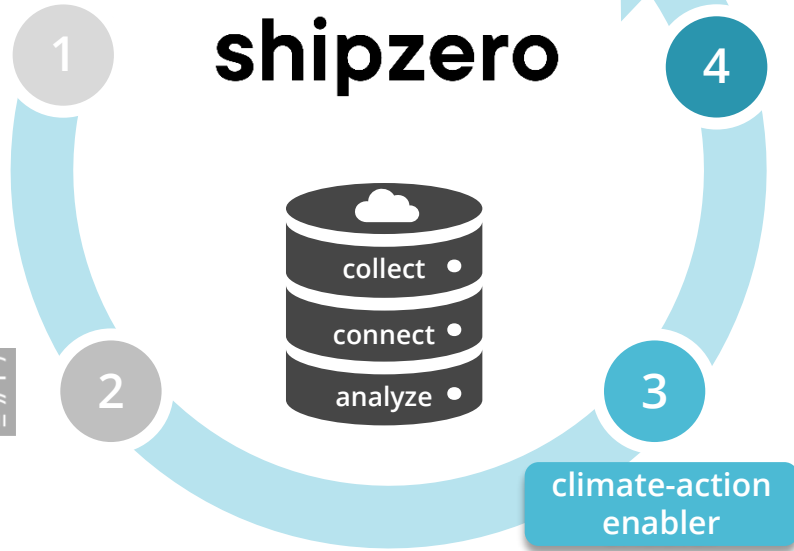 1
shipzero
4
collect
connect
analyze
2
3
climate-action
enabler